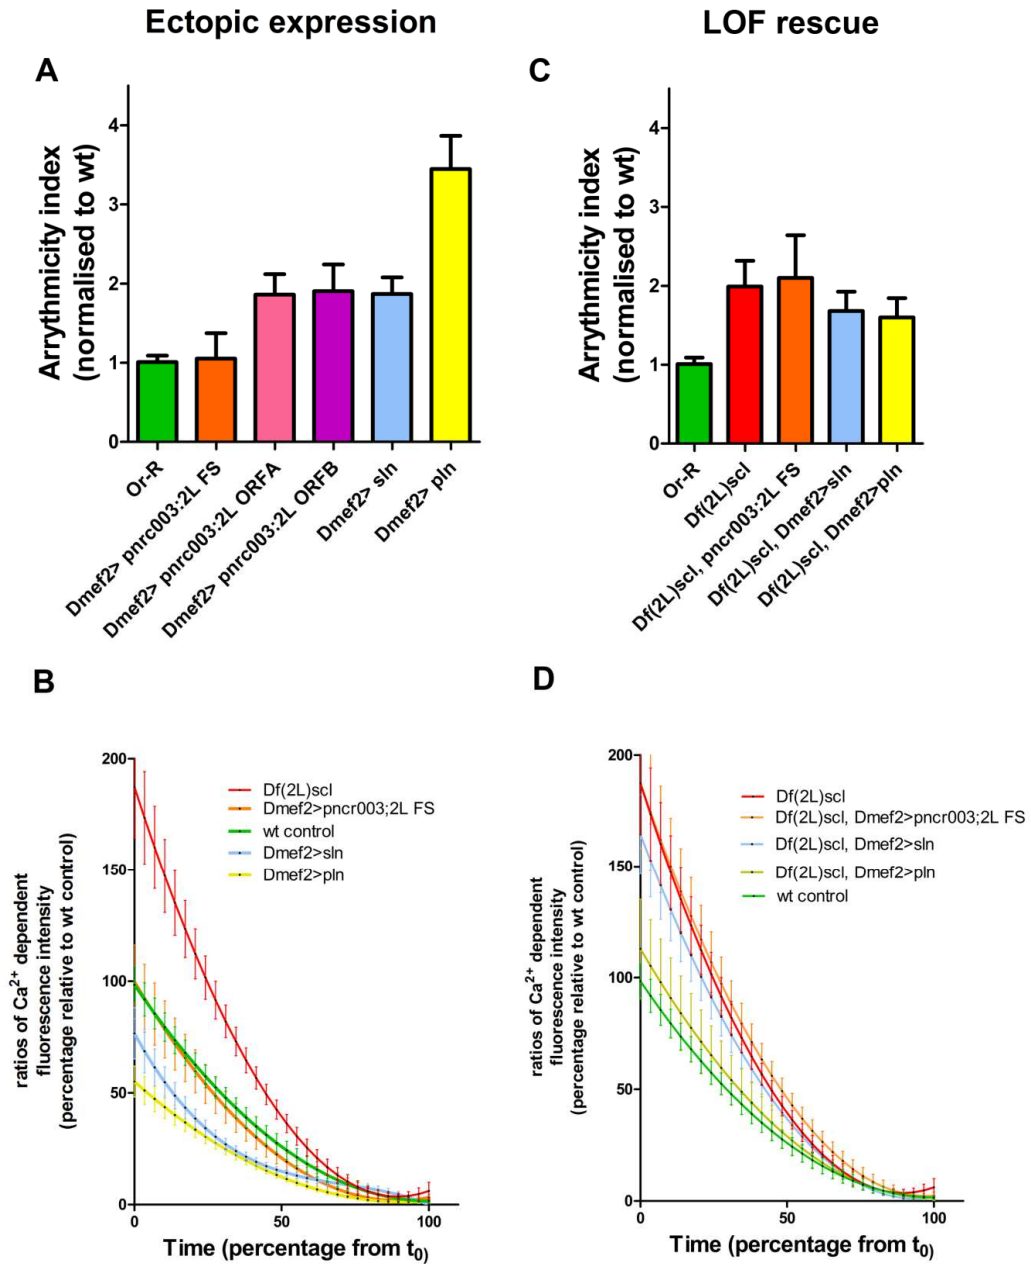 Ectopic expression
LOF rescue
A
Arrythmicity index
(normalised to wt)
4
3
2
1
0
Or-R
Dmef2> pnrc003:2L FS
Dmef2> pnrc003:2L ORFA
Dmef2> pnrc003:2L ORFB
Dmef2> sln
Dmef2> pln
C
Arrythmicity index
(normalised to wt)
4
3
2
1
0
Or-R
Df(2L)scl
Df(2L)scl, pncr003:2L FS
Df(2L)scl, Dmef2>sln
Df(2L)scl, Dmef2>pln
B
ratios of Ca2+ dependent
fluorescence intensity
(percentage relative to wt control)
200
150
100
50
0
Df(2L)scl
Dmef2>pncr003;2L FS
wt control
Dmef2>sln
Dmef2>pln
0
50
100
Time (percentage from t0)
D
ratios of Ca2+ dependent
fluorescence intensity
(percentage relative to wt control)
200
150
100
50
0
Df(2L)scl
Df(2L)scl, Dmef2>pncr003;2L FS
Df(2L)scl, Dmef2>sln
Df(2L)scl, Dmef2>pln
wt control
0
50
100
Time (percentage from t0)